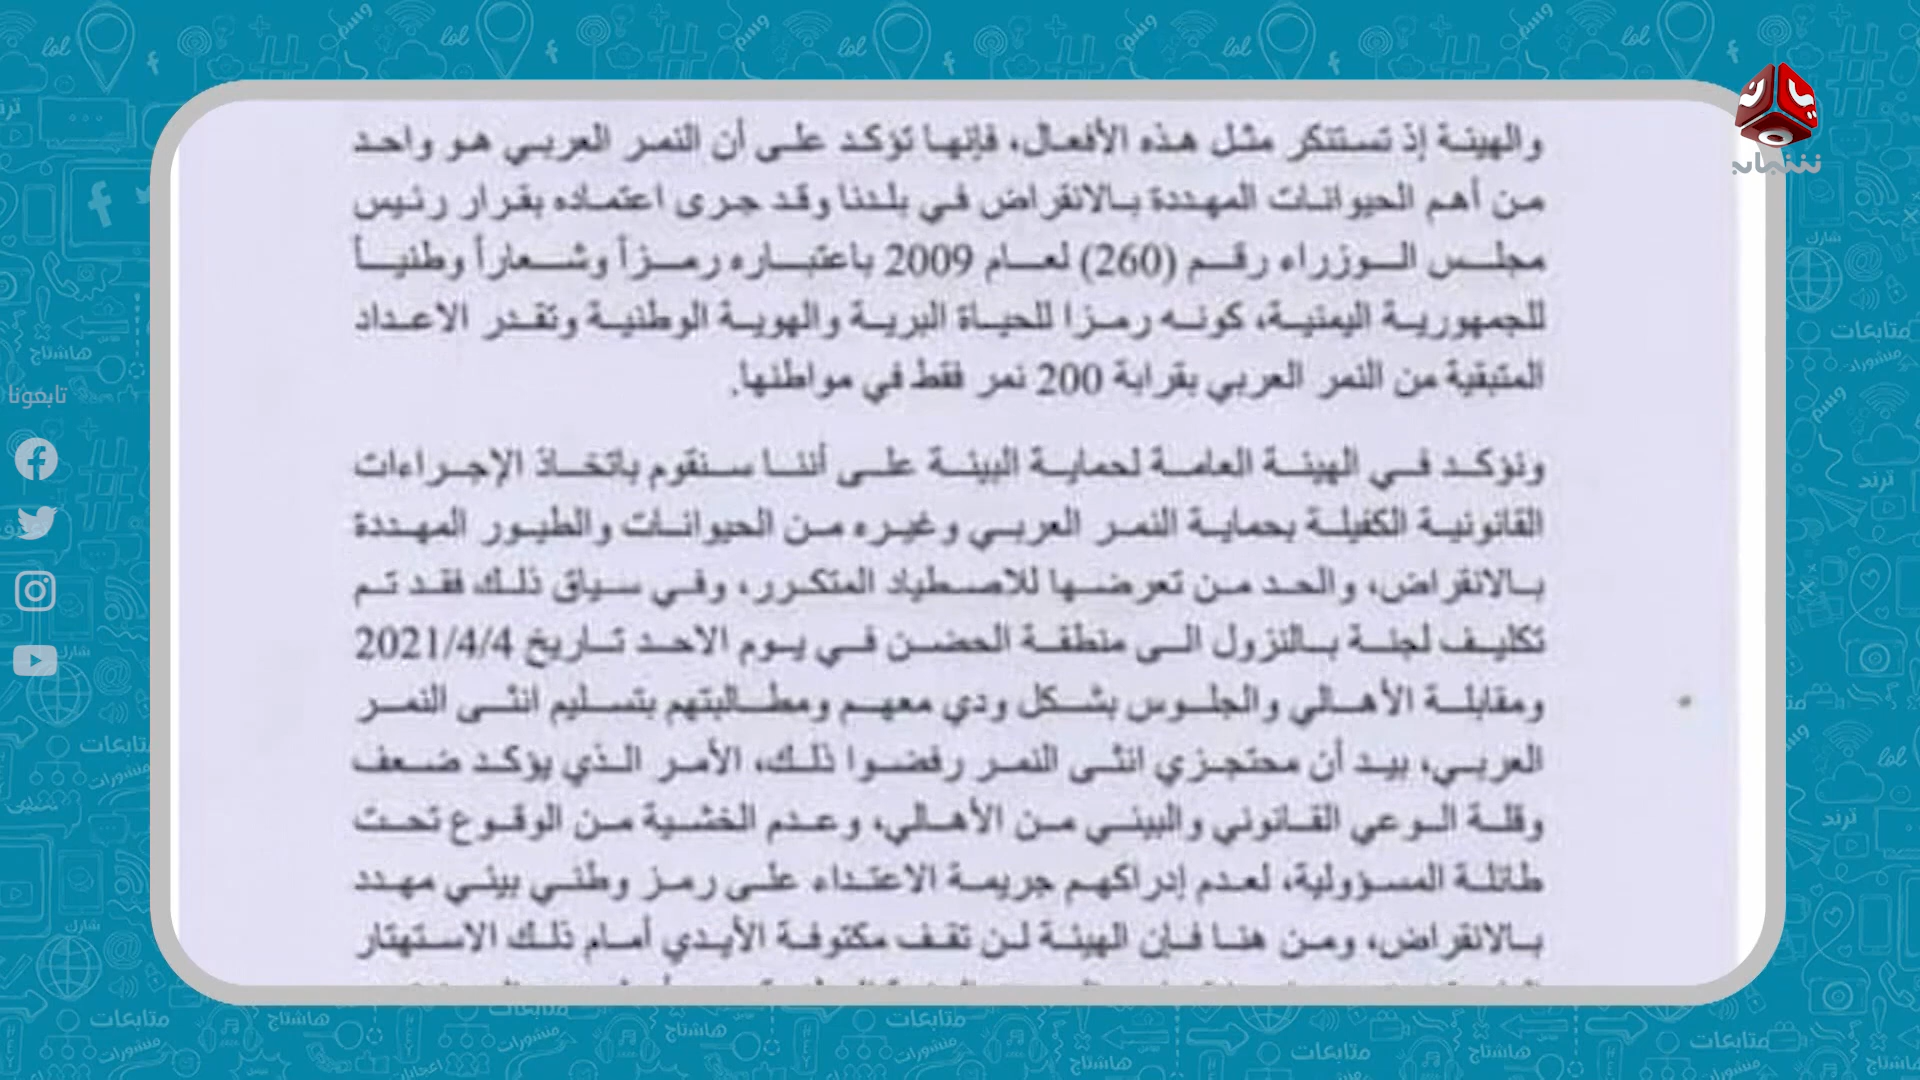 والهيئة إذ تستنكر مثل هذه الأفعال، فإنها تؤكد على أن النمر العربي هو واحد
من أهم الحيوانات المهددة بالانقراض في بلدنا وقد جرى اعتماده بقرار رئيس
مجلس الوزراء رقم (260) لعام 2009 باعتباره رمزاً وشعاراً وطنياً
للجمهورية اليمنية، كونه رمزا للحياة البرية والهوية الوطنية وتقدر الاعداد
المتبقية من النمر العربي بقرابة 200 نمر فقط في مواطنها.
ونؤكد في الهيئة العامة لحماية البيئة على أننا سنقوم باتخاذ الإجراءات
القانونية الكفيلة بحماية النمر العربي وغيره من الحيوانات والطيور المهددة
بالانقراض، والحد من تعرضها للاصطياد المتكرر، وفي سياق ذلك فقد تم
تكليف لجنة بالنزول الى منطقة الحضن في يوم الاحد تاريخ 2021/4/4
ومقابلة الأهالي والجلوس بشكل ودي معهم ومطالبتهم بتسليم انثى النمر
العربي، بيد أن محتجزي انثى النمر رفضوا ذلك، الأمر الذي يؤكد ضعف
وقلة الوعي القانوني والبيئي من الأهالي، وعدم الخشية من الوقوع تحت
طائلة المسؤولية، لعدم إدراكهم جريمة الاعتداء على رمز وطني بيئي مهدد
بالانقراض، ومن هنا فإن الهيئة لن تقف مكتوفة الأيدي أمام ذلك الاستهتار
تابعونا
يمن شباب